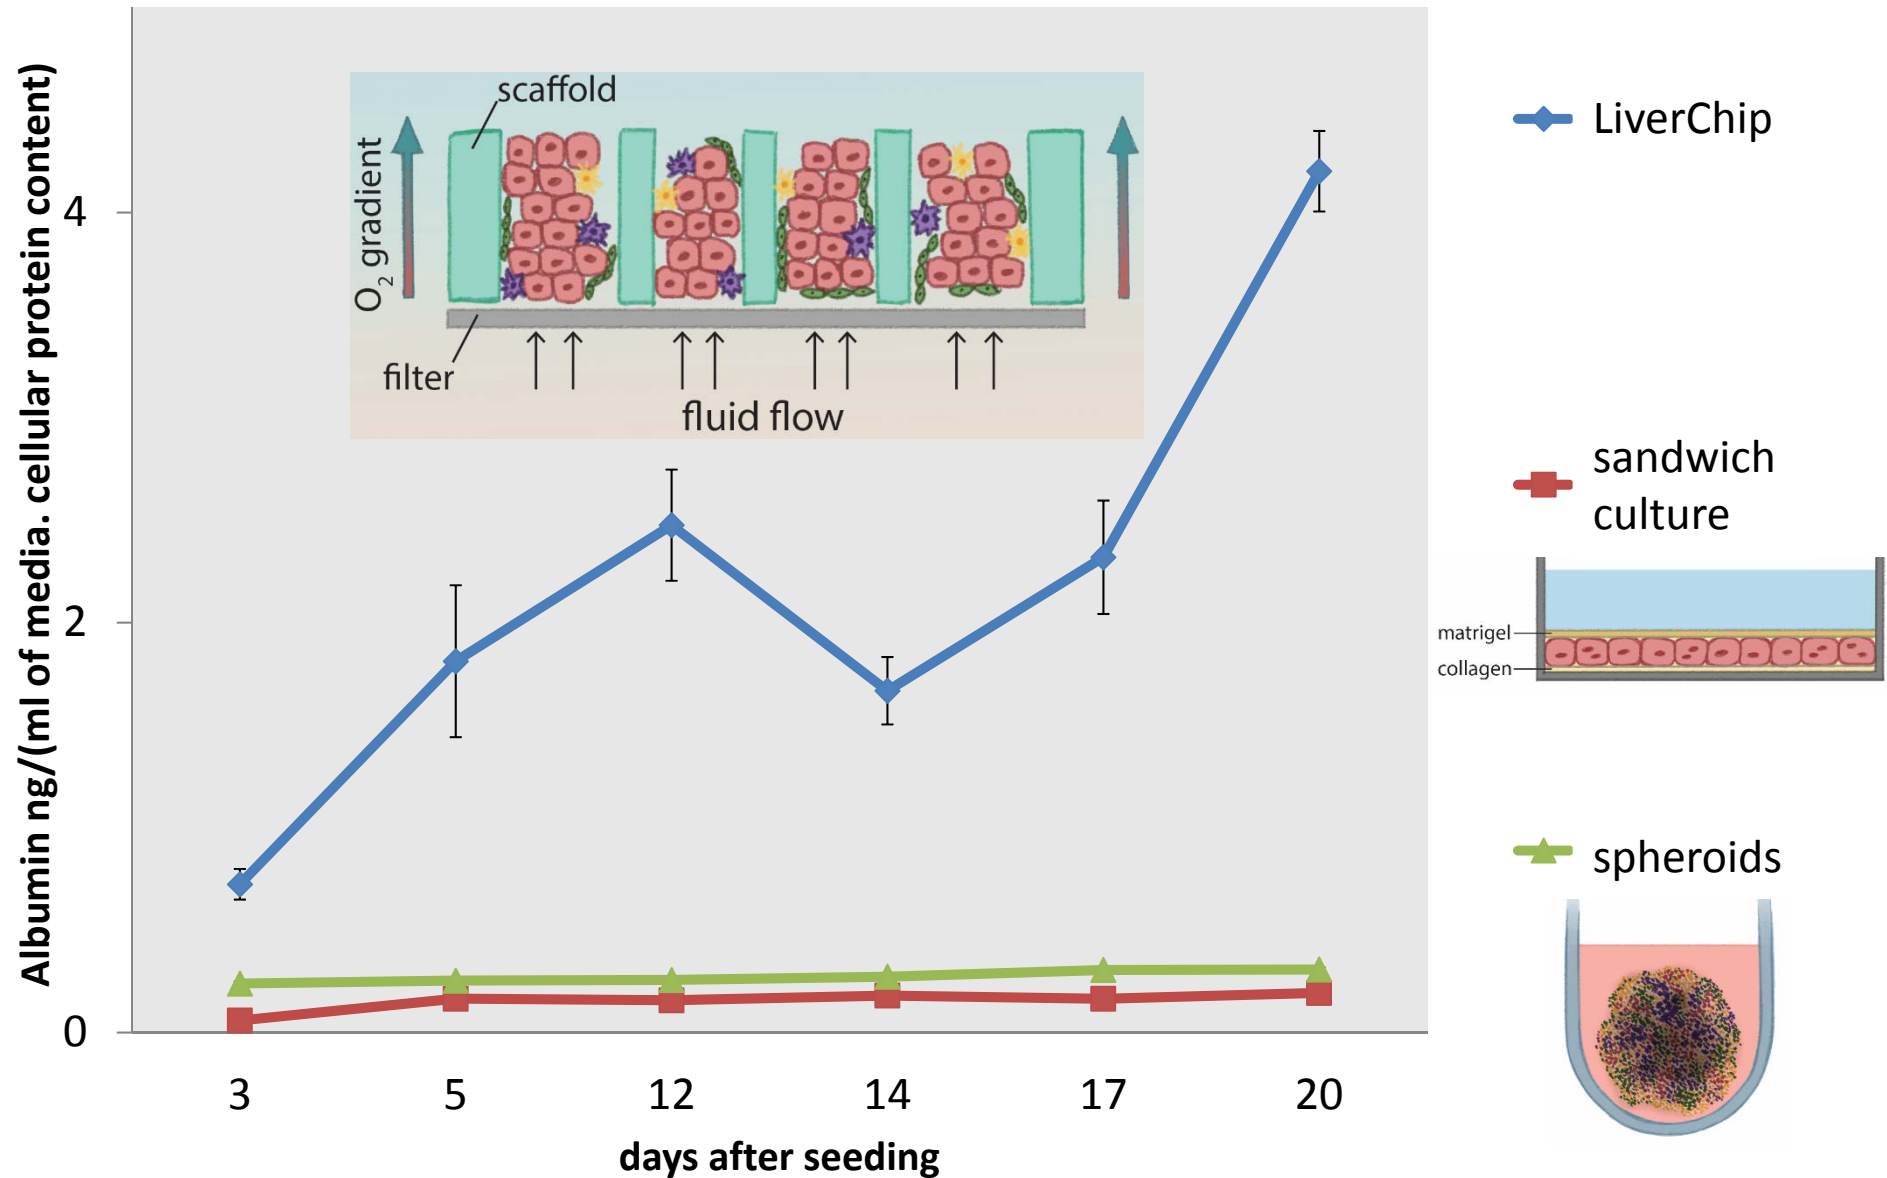 Albumin ng/(ml of media. cellular protein content)
4
2
0
scaffold
O2 gradient
filter
fluid flow
3 5 12 14 17 20
days after seeding
LiverChip
sandwich
culture
matrigel
collagen
spheroids